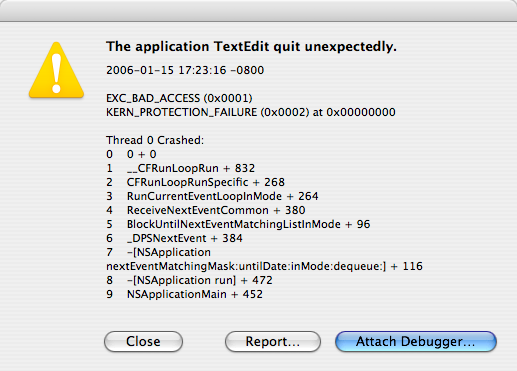 The application TextEdit quit unexpectedly.
2006-01-15 17:23:16 -0800
EXC_BAD_ACCESS (0x0001)
KERN_PROTECTION_FAILURE (0x0002) at 0x00000000
Thread 0 Crashed:
0 0 + 0
1 __CFRunLoopRun + 832
2 CFRunLoopRunSpecific + 268
3 RunCurrentEventLoopInMode + 264
4 ReceiveNextEventCommon + 380
5 BlockUntilNextEventMatchingListInMode + 96
6 _DPSNextEvent + 384
7 -[NSApplication
nextEventMatchingMask:untilDate:inMode:dequeue:] + 116
8 -[NSApplication run] + 472
9 NSApplicationMain + 452
Close Report... Attach Debugger...